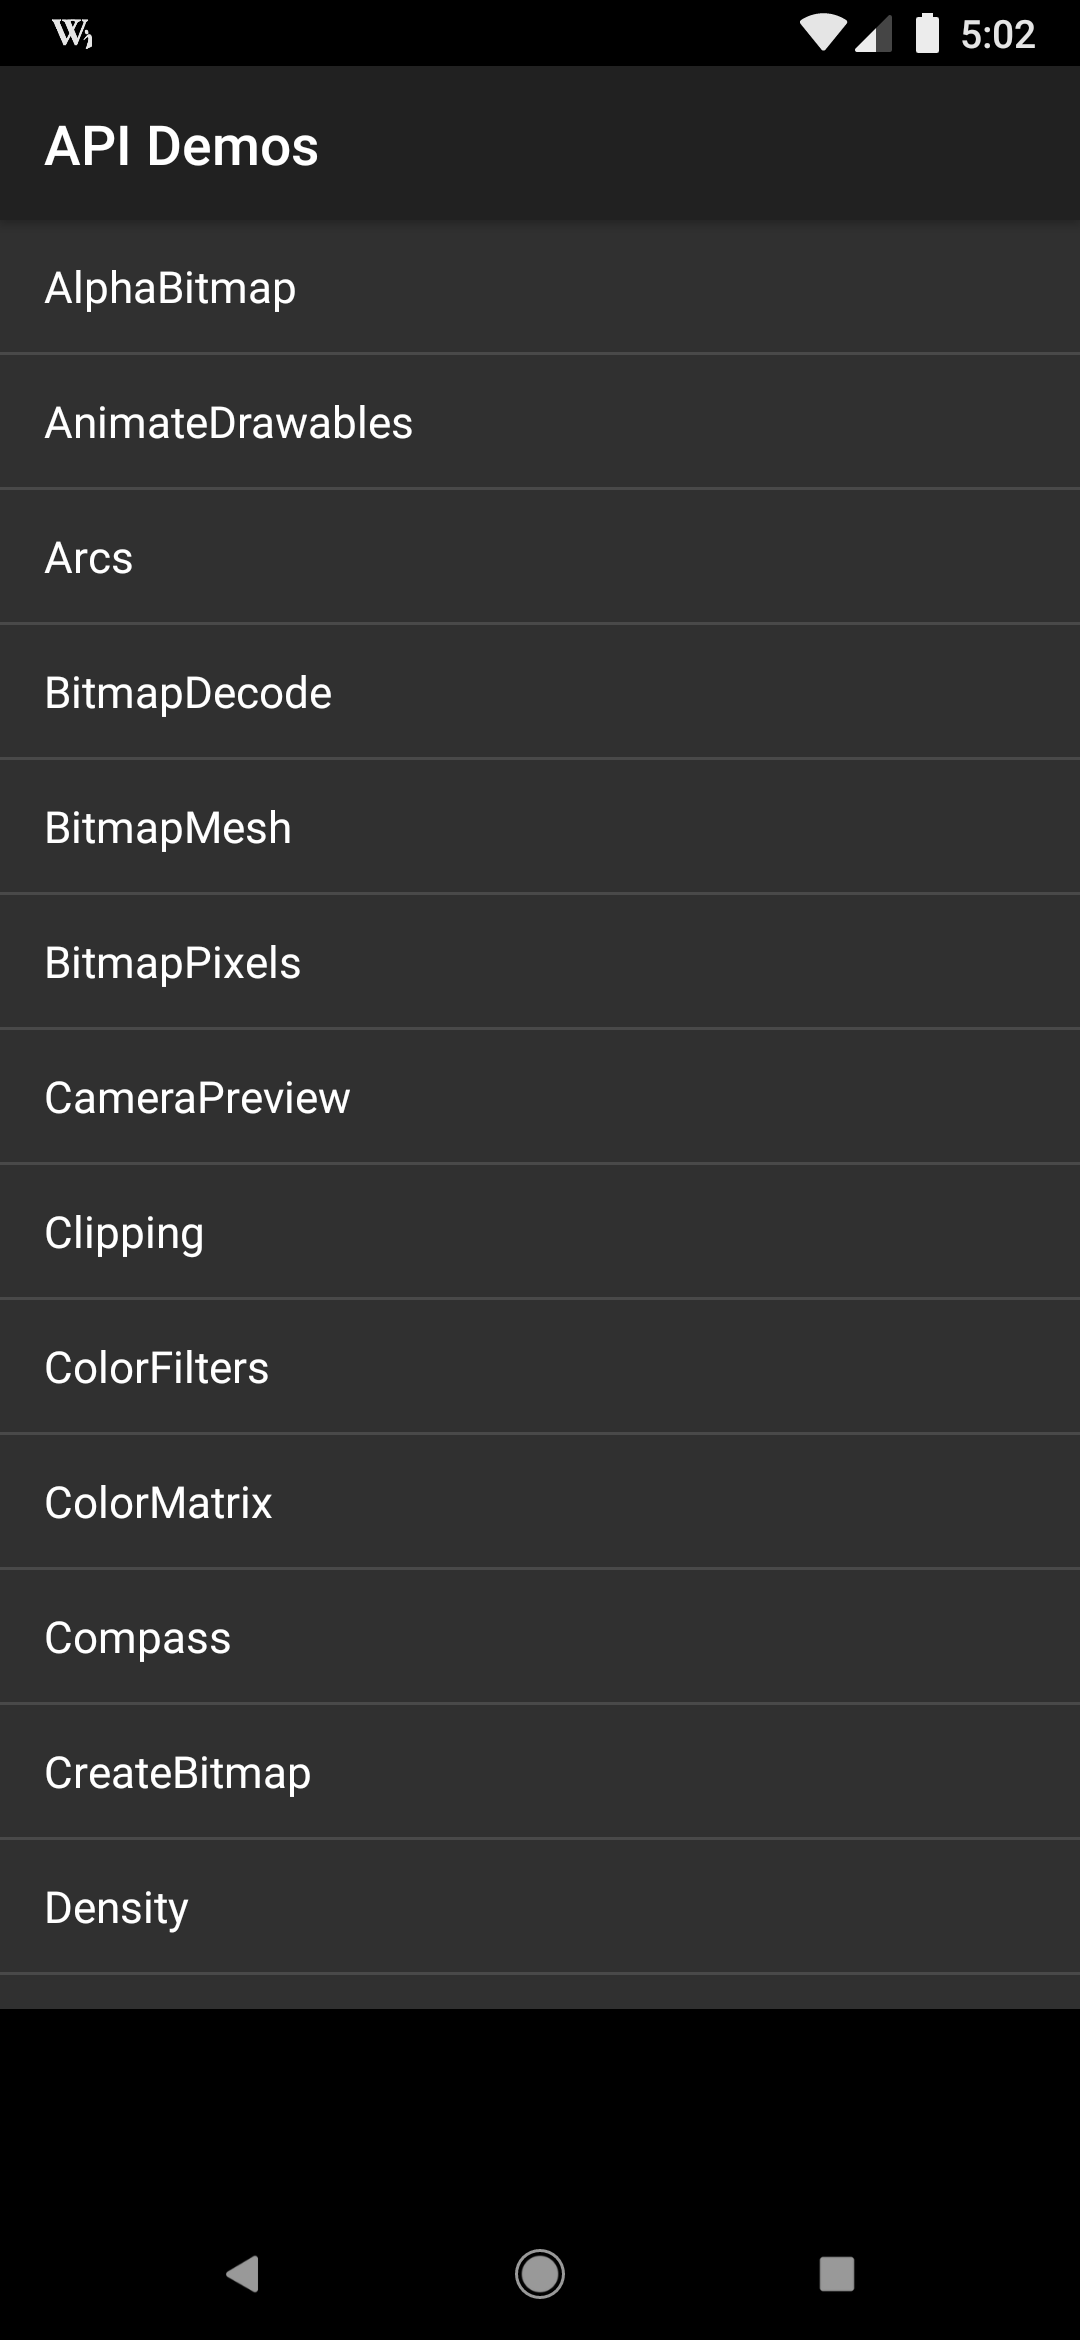 5:02
API Demos
AlphaBitmap
AnimateDrawables
Arcs
BitmapDecode
BitmapMesh
BitmapPixels
CameraPreview
Clipping
ColorFilters
ColorMatrix
Compass
CreateBitmap
Density